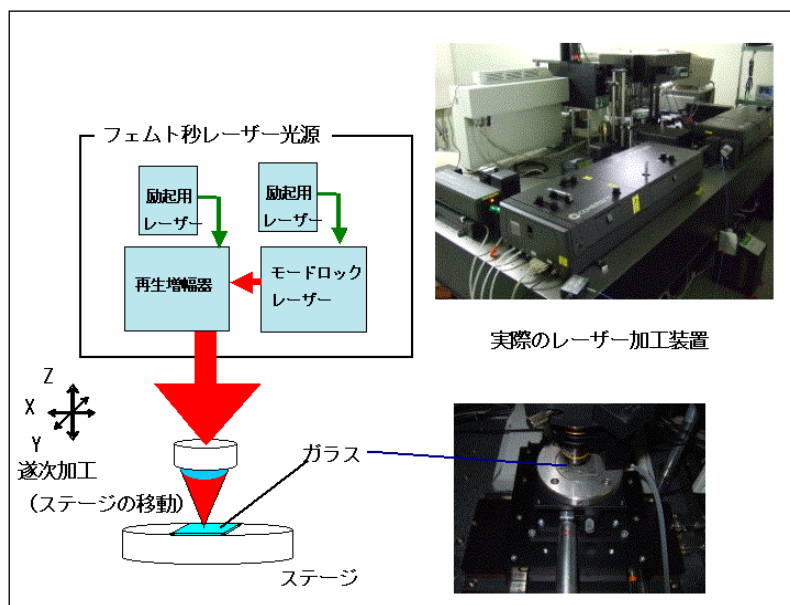 フェムト秒レーザー光源
励起用
レーザー
励起用
レーザー
再生増幅器
モードロック
レーザー
実際のレーザー加工装置
Z
X
Y
遂次加工
(ステージの移動)
ガラス
ステージ